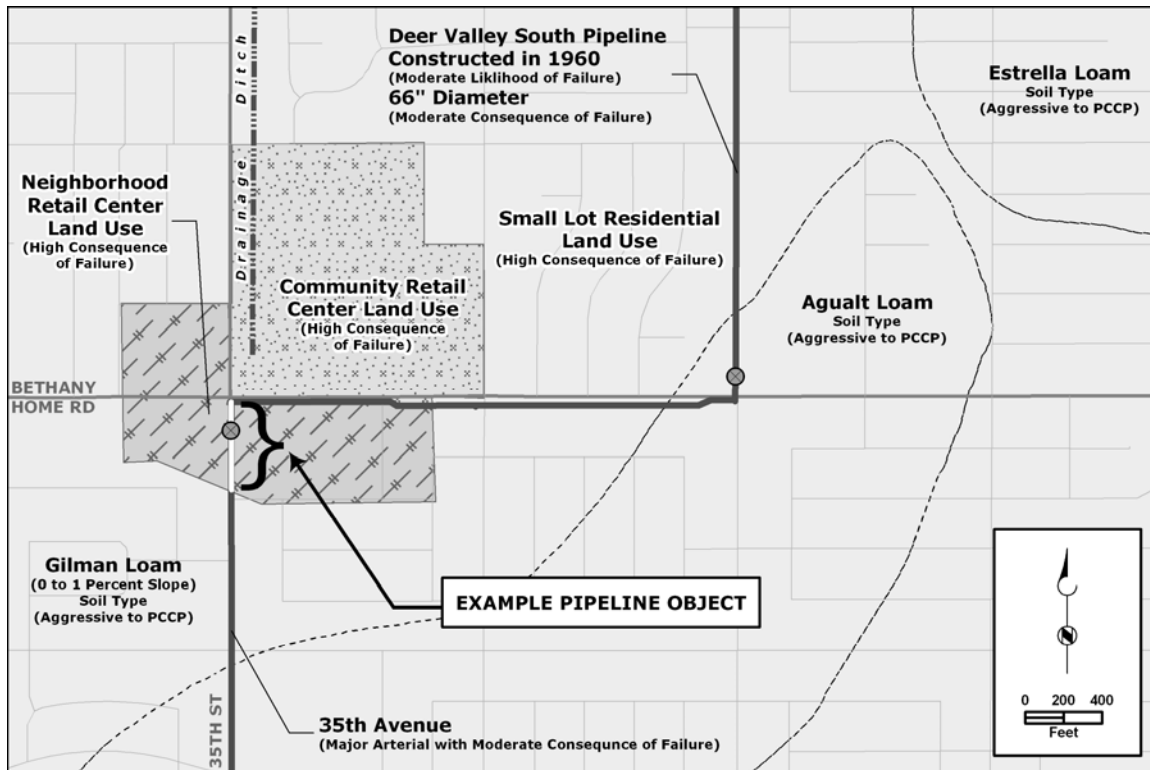 Deer Valley South Pipeline
Constructed in 1960
(Moderate Liklihood of Failure)
66" Diameter
(Moderate Consequence of Failure)
Estrella Loam
Soil Type
(Aggressive to PCCP)
Drainage Ditch
Neighborhood
Retail Center
Land Use
(High Consequence
of Failure)
Small Lot Residential
Land Use
(High Consequence of Failure)
Community Retail
Center Land Use
(High Consequence
of Failure)
Agualt Loam
Soil Type
(Aggressive to PCCP)
BETHANY
HOME RD
Gilman Loam
(0 to 1 Percent Slope)
Soil Type
(Aggressive to PCCP)
EXAMPLE PIPELINE OBJECT
35TH ST
35th Avenue
(Major Arterial with Moderate Consequnce of Failure)
N
0 200 400
Feet